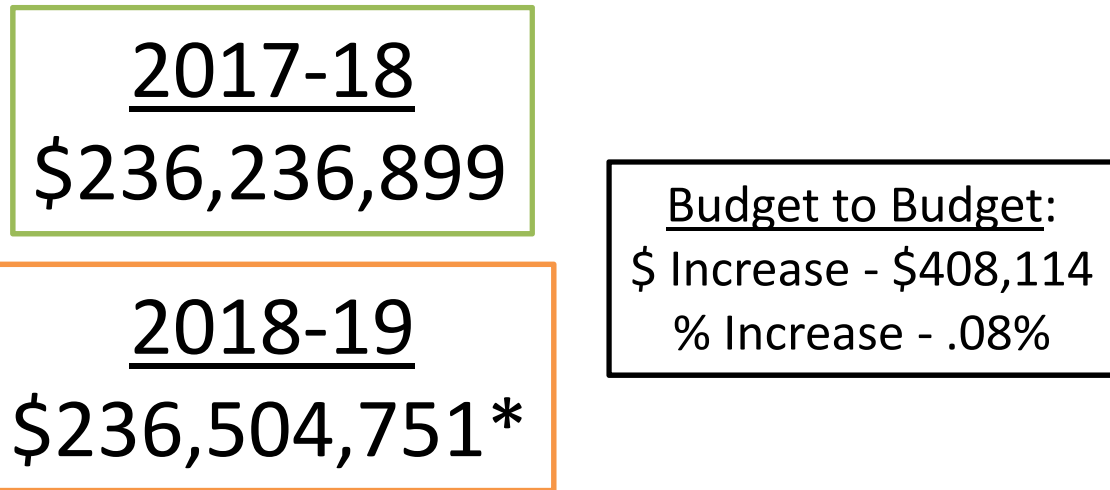 2017-18
$236,236,899
2018-19
$236,504,751*
Budget to Budget:
$ Increase - $408,114
% Increase - .08%